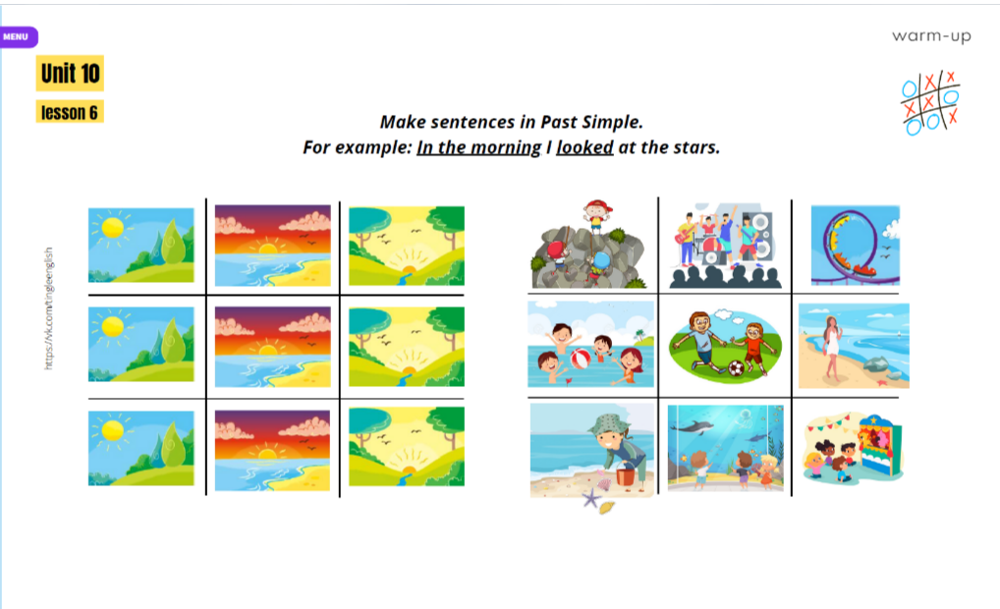 MENU
warm-up
Unit 10
lesson 6
Make sentences in Past Simple.
For example: In the morning I looked at the stars.
https://vk.com/tingleenglish